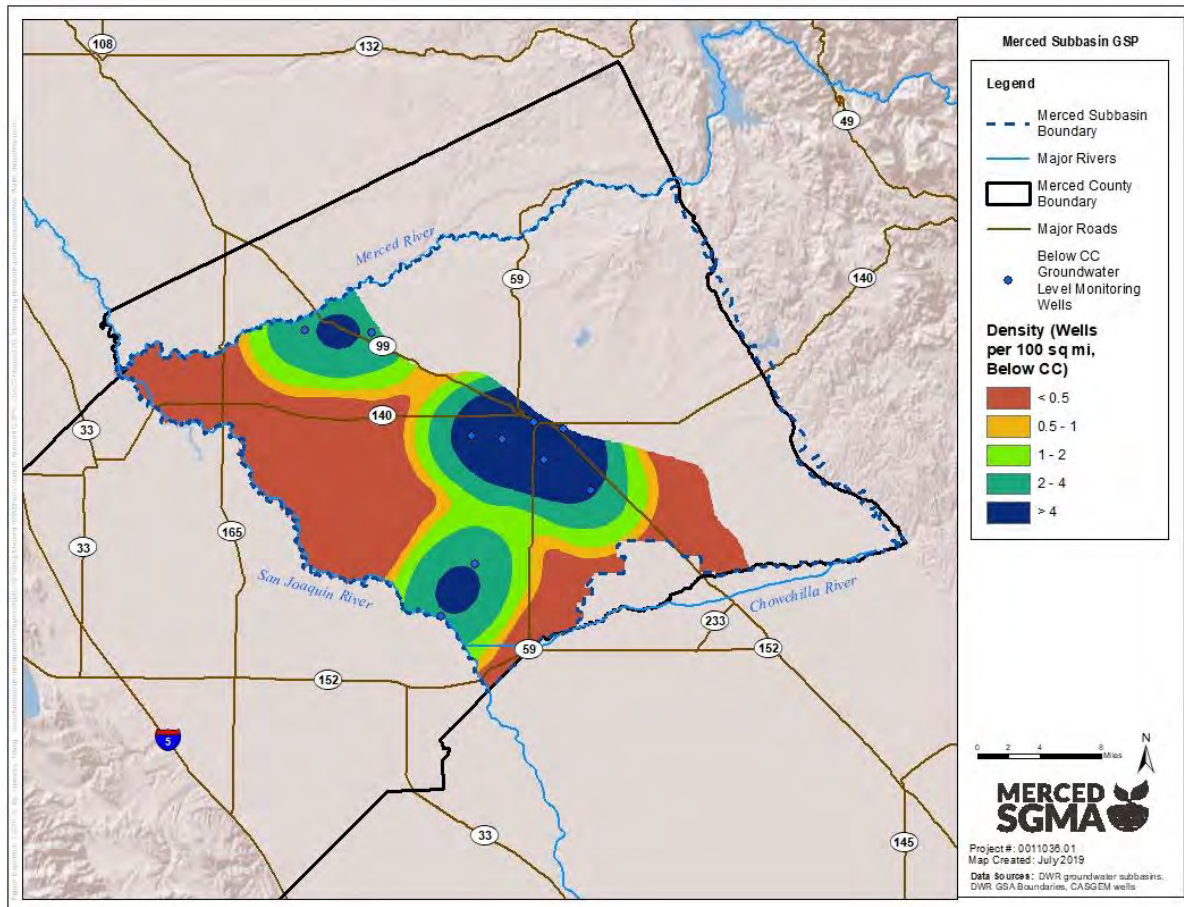 108
132
49
Merced River
59
140
99
140
33
165
33
San Joaquin River
Chowchilla River
233
59
152
152
5
33
145
Merced Subbasin GSP
Legend
Merced Subbasin
Boundary
Major Rivers
Merced County
Boundary
Major Roads
Below CC
Groundwater
Level Monitoring
Wells
Density (Wells
per 100 sq mi,
Below CC)
< 0.5
0.5 - 1
1 - 2
2 - 4
> 4
0 2 4 8
Miles
N
MERCED
SGMA
Project #: 0011036.01
Map Created: July 2019
Data Sources: DWR groundwater subbasins,
DWR GSA Boundaries, CASGEM wells